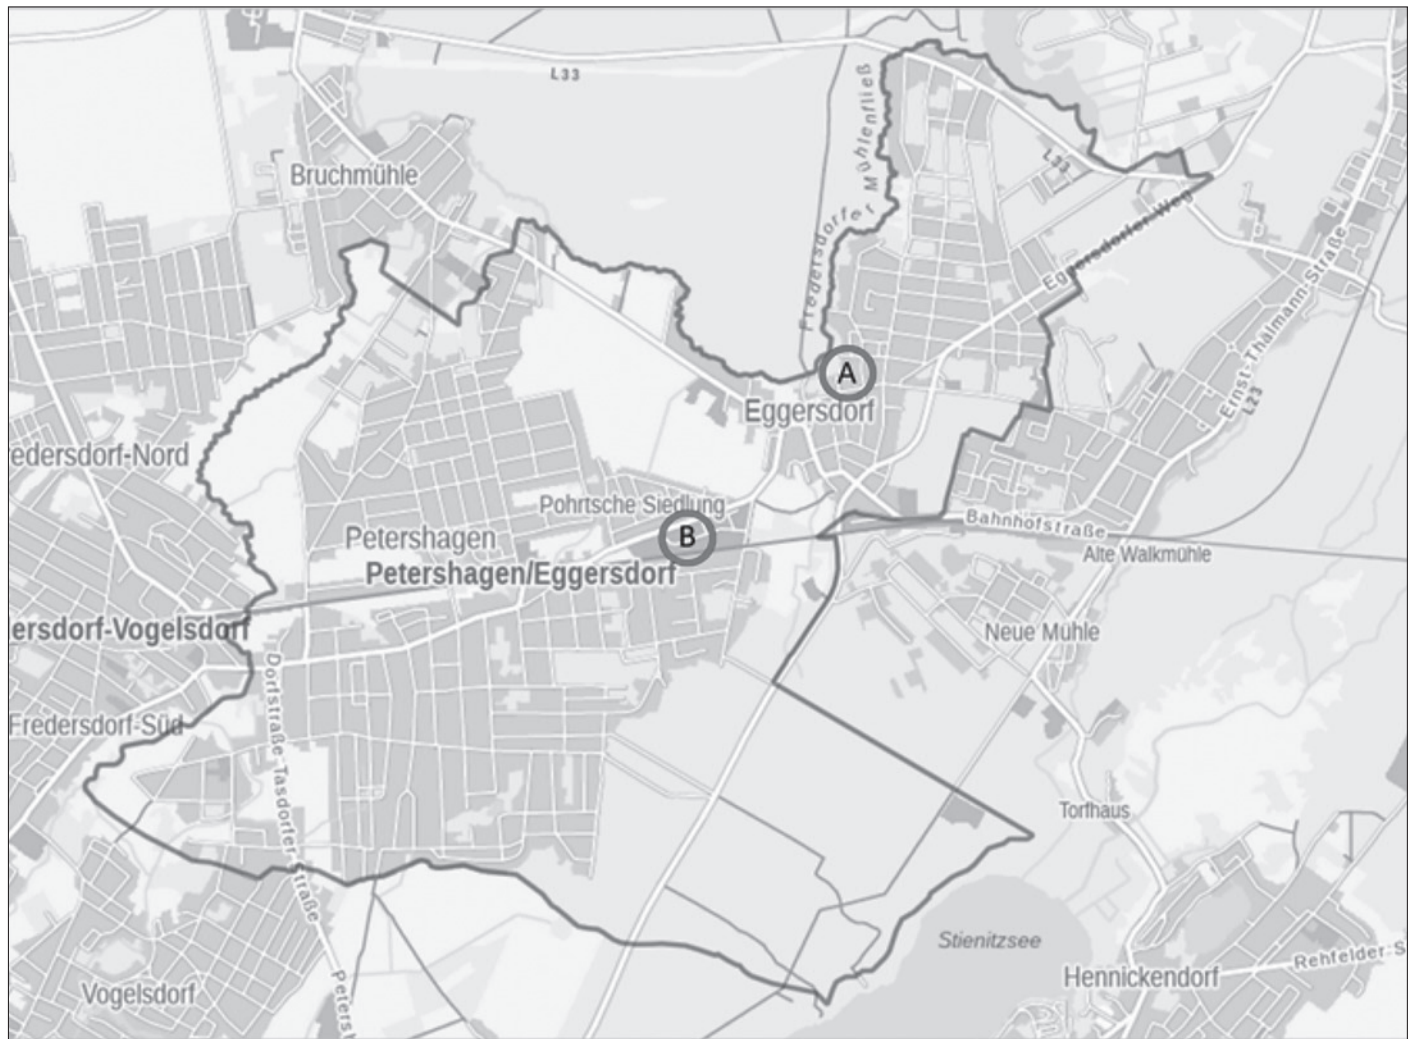 L33
Fredersdorfer Mühlenfließ
L33
Bruchmühle
Eggersdorfer Weg
Ernst-Thälmann-Straße
L23
A
Eggersdorf
edersdorf-Nord
Pohrtsche Siedlung
B
Petershagen
Bahnhofstraße
Alte Walkmühle
Petershagen/Eggersdorf
ersdorf-Vogelsdorf
Neue Mühle
Fredersdorf-Süd
Dorfstraße-Tasdorfer-Straße
Torfhaus
Stienitzsee
Rehfelder-S
Hennickendorf
Vogelsdorf
Petersh